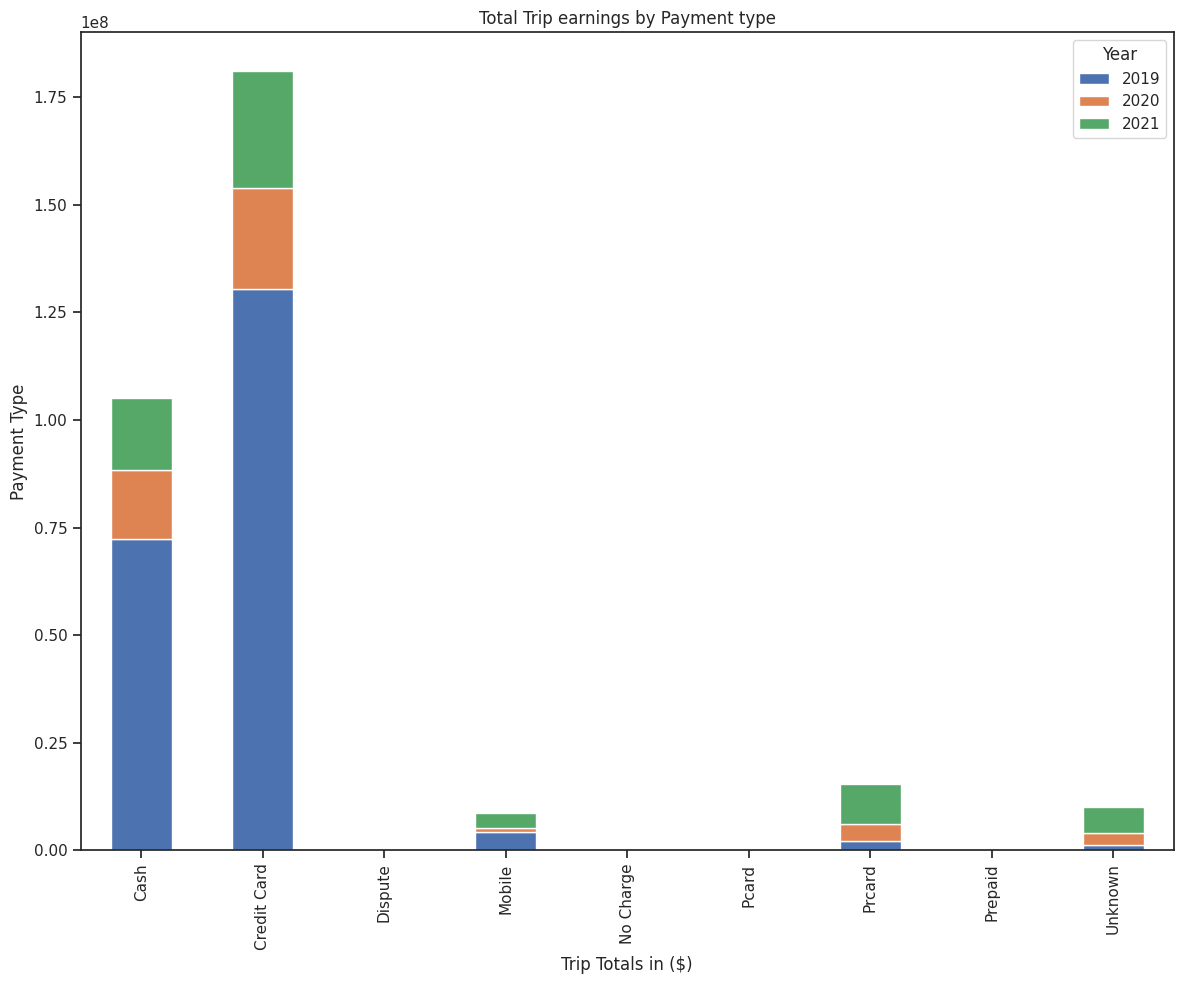 Total Trip earnings by Payment type
1e8
Year
2019
2020
2021
1.75
1.50
1.25
1.00
0.75
0.50
0.25
0.00
Payment Type
Cash
Credit Card
Dispute
Mobile
No Charge
Pcard
Prcard
Prepaid
Unknown
Trip Totals in ($)